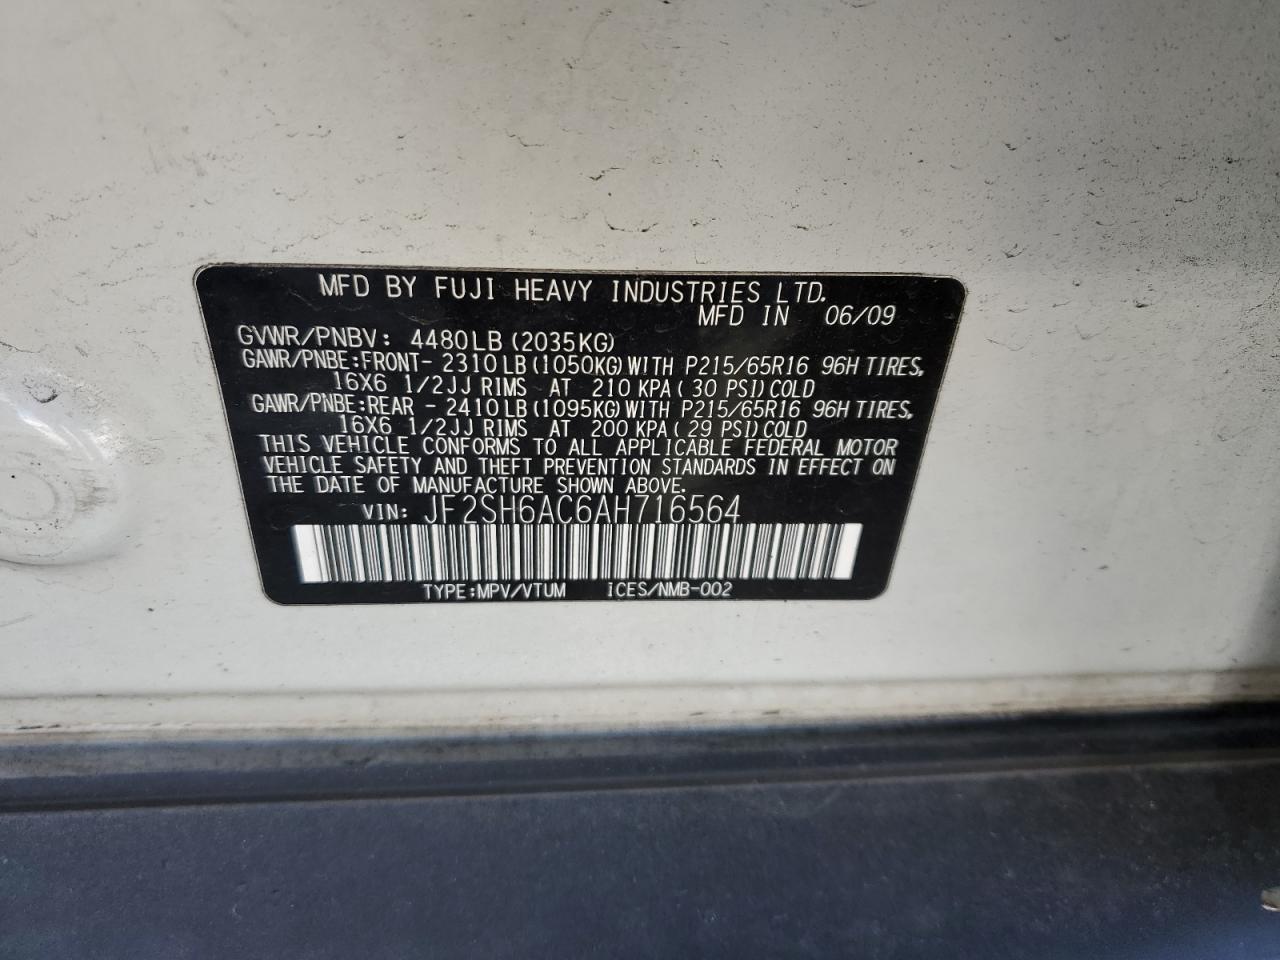 MFD BY FUJI HEAVY INDUSTRIES LTD.
MFD IN 06/09
GVWR/PNBV: 4480LB (2035KG)
GAWR/PNBE:FRONT- 2310LB (1050KG) WITH P215/65R16 96H TIRES,
16X6 1/2JJ RIMS AT 210 KPA ( 30 PSI) COLD
GAWR/PNBE:REAR - 2410LB (1095KG) WITH P215/65R16 96H TIRES,
16X6 1/2JJ RIMS AT 200 KPA ( 29 PSI) COLD
THIS VEHICLE CONFORMS TO ALL APPLICABLE FEDERAL MOTOR
VEHICLE SAFETY AND THEFT PREVENTION STANDARDS IN EFFECT ON
THE DATE OF MANUFACTURE SHOWN ABOVE.
VIN: JF2SH6AC6AH716564
TYPE:MPV/VTUM iCES/NMB-002